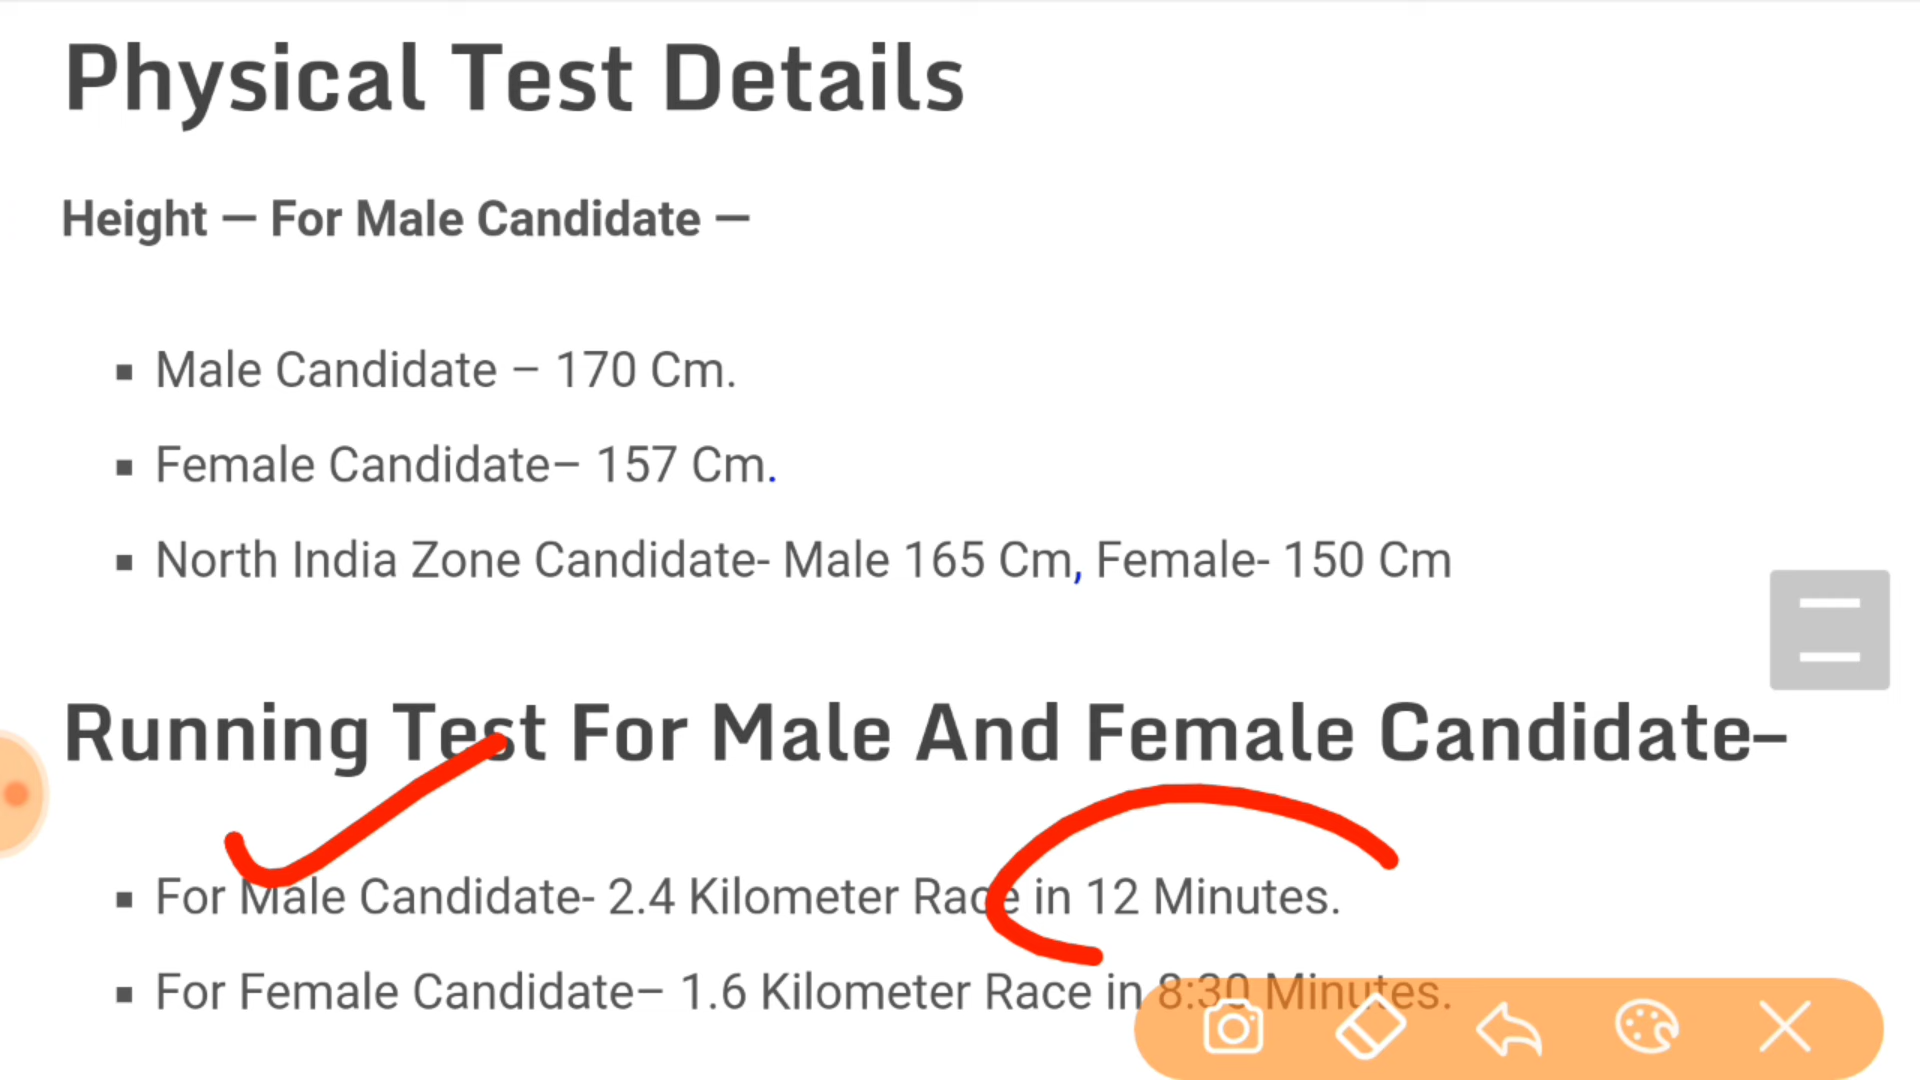 Physical Test Details
Height — For Male Candidate —
Male Candidate – 170 Cm.
Female Candidate– 157 Cm.
North India Zone Candidate- Male 165 Cm, Female- 150 Cm
Running Test For Male And Female Candidate–
For Male Candidate- 2.4 Kilometer Race in 12 Minutes.
For Female Candidate– 1.6 Kilometer Race in 8:30 Minutes.